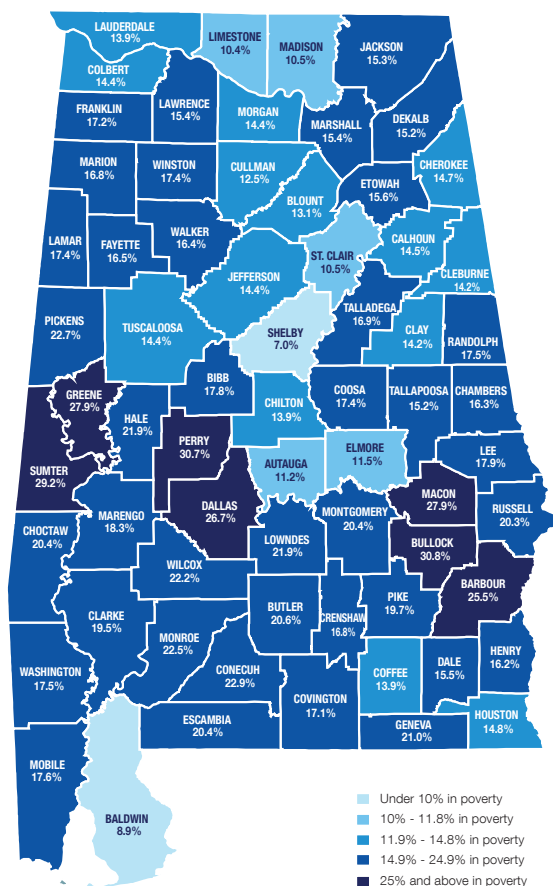 LAUDERDALE
13.9%
LIMESTONE
10.4%
MADISON
10.5%
JACKSON
15.3%
COLBERT
14.4%
FRANKLIN
17.2%
LAWRENCE
15.4%
MORGAN
14.4%
MARSHALL
15.4%
DEKALB
15.2%
MARION
16.8%
WINSTON
17.4%
CULLMAN
12.5%
BLOUNT
13.1%
ETOWAH
15.6%
CHEROKEE
14.7%
LAMAR
17.4%
FAYETTE
16.5%
WALKER
16.4%
JEFFERSON
14.4%
ST. CLAIR
10.5%
CALHOUN
14.5%
CLEBURNE
14.2%
PICKENS
22.7%
TUSCALOOSA
14.4%
SHELBY
7.0%
TALLADEGA
16.9%
CLAY
14.2%
RANDOLPH
17.5%
GREENE
27.9%
HALE
21.9%
BIBB
17.8%
CHILTON
13.9%
COOSA
17.4%
TALLAPOOSA
15.2%
CHAMBERS
16.3%
SUMTER
29.2%
PERRY
30.7%
AUTAUGA
11.2%
ELMORE
11.5%
LEE
17.9%
MARENGO
18.3%
DALLAS
26.7%
MONTGOMERY
20.4%
MACON
27.9%
RUSSELL
20.3%
CHOCTAW
20.4%
WILCOX
22.2%
LOWNDES
21.9%
BULLOCK
30.8%
BARBOUR
25.5%
CLARKE
19.5%
MONROE
22.5%
BUTLER
20.6%
CRENSHAW
16.8%
PIKE
19.7%
WASHINGTON
17.5%
CONECUH
22.9%
COVINGTON
17.1%
COFFEE
13.9%
DALE
15.5%
HENRY
16.2%
ESCAMBIA
20.4%
GENEVA
21.0%
HOUSTON
14.8%
MOBILE
17.6%
BALDWIN
8.9%
Under 10% in poverty
10% - 11.8% in poverty
11.9% - 14.8% in poverty
14.9% - 24.9% in poverty
25% and above in poverty